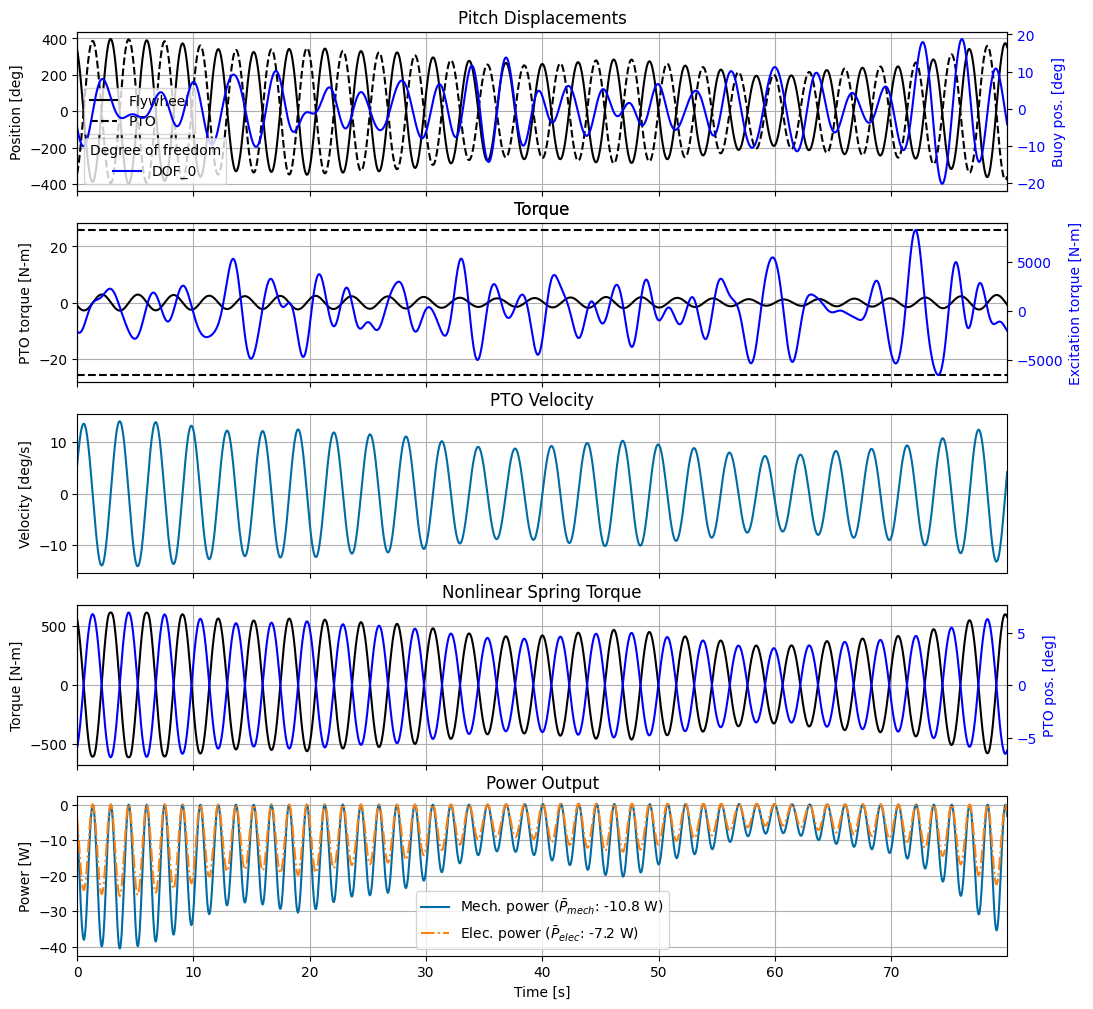 Pitch Displacements
400
200
0
−200
−400
Position [deg]
Flywheel
PTO
Degree of freedom
DOF_0
20
10
0
−10
−20
Buoy pos. [deg]
Torque
20
0
−20
PTO torque [N-m]
5000
0
−5000
Excitation torque [N-m]
PTO Velocity
10
0
−10
Velocity [deg/s]
Nonlinear Spring Torque
500
0
−500
Torque [N-m]
5
0
−5
PTO pos. [deg]
Power Output
0
−10
−20
−30
−40
Power [W]
Mech. power (P̄mech: -10.8 W)
Elec. power (P̄elec: -7.2 W)
0 10 20 30 40 50 60 70
Time [s]